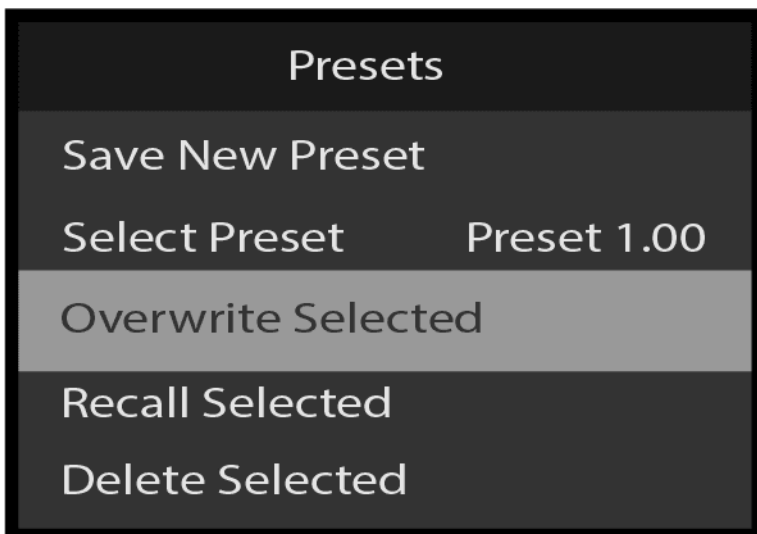 Presets
Save New Preset
Select Preset Preset 1.00
Overwrite Selected
Recall Selected
Delete Selected